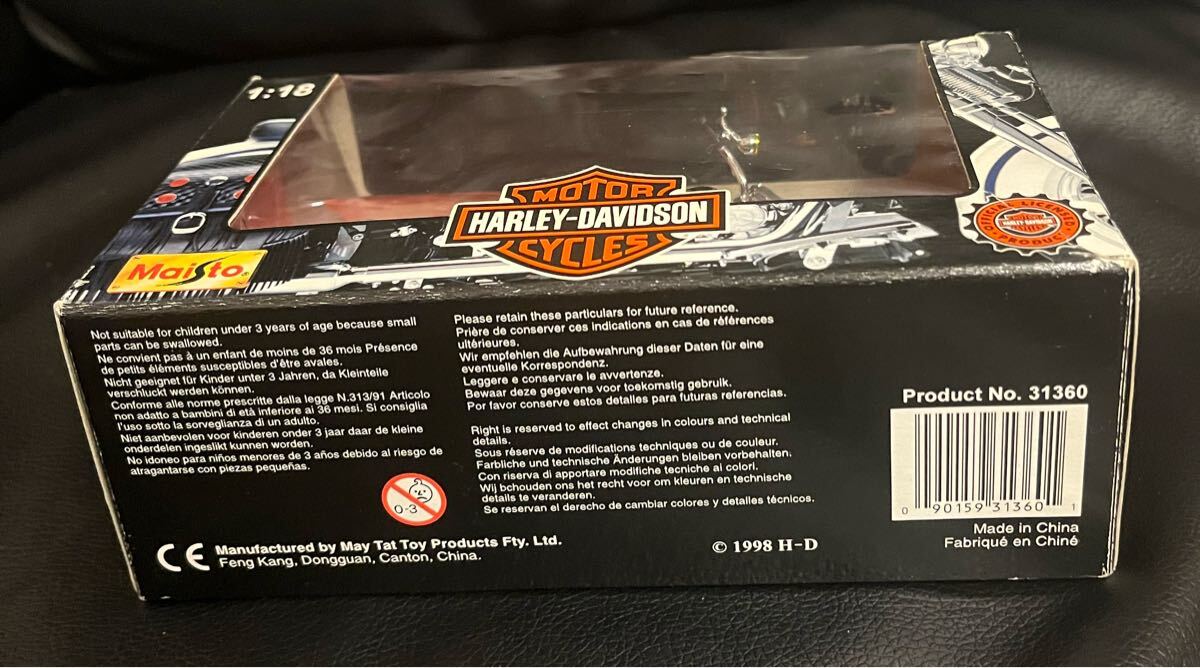 1:18
MOTOR
HARLEY-DAVIDSON
CYCLES
Maisto
OFFICIAL LICENSED
MOTOR
HARLEY-DAVIDSON
CYCLES
PRODUCT
Not suitable for children under 3 years of age because small
parts can be swallowed.
Ne convient pas à un enfant de moins de 36 mois Présence
de petits éléments susceptibles d'être avales.
Nicht geeignet für Kinder unter 3 Jahren, da Kleinteile
verschluckt werden können.
Conforme alle norme prescritte dalla legge N.313/91 Articolo
non adatto a bambini di età inferiore ai 36 mesi. Si consiglia
l'uso sotto la sorveglianza di un adulto.
Niet aanbevolen voor kinderen onder 3 jaar daar de kleine
onderdelen ingeslikt kunnen worden.
No idoneo para niños menores de 3 años debido al riesgo de
atragantarse con piezas pequeñas.
0-3
CE Manufactured by May Tat Toy Products Fty. Ltd.
Feng Kang, Dongguan, Canton, China.
Please retain these particulars for future reference.
Prière de conserver ces indications en cas de références
ultérieures.
Wir empfehlen die Aufbewahrung dieser Daten für eine
eventuelle Korrespondenz.
Leggere e conservare le avvertenze.
Bewaar deze gegevens voor toekomstig gebruik.
Por favor conserve estos detalles para futuras referencias.
Right is reserved to effect changes in colours and technical
details.
Sous réserve de modifications techniques ou de couleur.
Farbliche und technische Änderungen bleiben vorbehalten.
Con riserva di apportare modifiche tecniche ai colori.
Wij behouden ons het recht voor om kleuren en technische
details te veranderen.
Se reservan el derecho de cambiar colores y detalles técnicos.
© 1998 H-D
Product No. 31360
0 90159 31360 1
Made in China
Fabriqué en Chiné